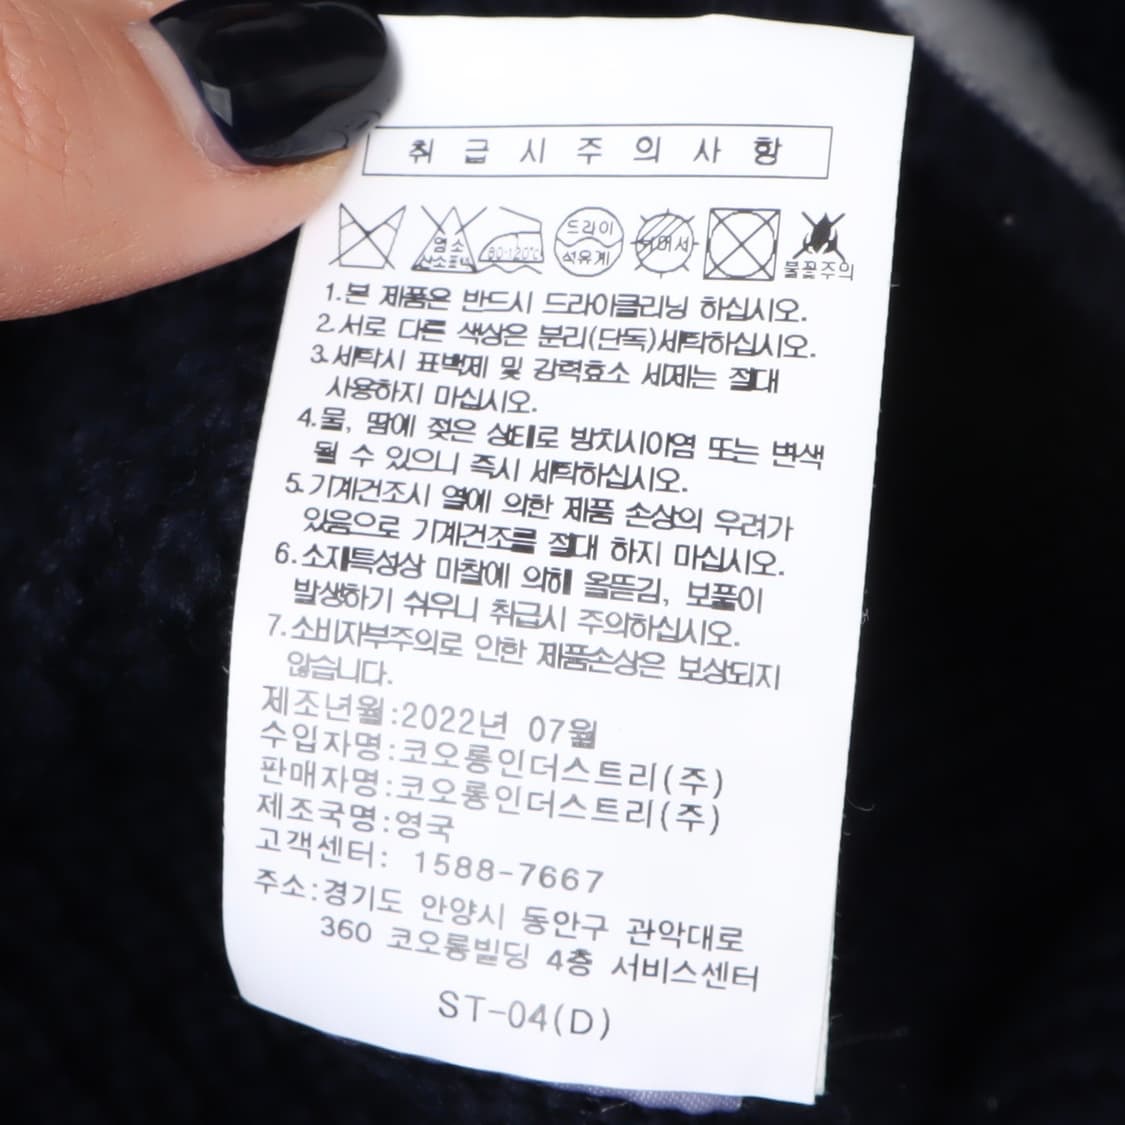 취급시주의사항
염소
산소표백
80-120℃
드라이
석유계
불꽃주의
1.본 제품은 반드시 드라이클리닝 하십시오.
2.서로 다른 색상은 분리(단독)세탁하십시오.
3.세탁시 표백제 및 강력효소 세제는 절대
사용하지 마십시오.
4.물, 땀에 젖은 상태로 방치시이염 또는 변색
될 수 있으니 즉시 세탁하십시오.
5.기계건조시 열에 의한 제품 손상의 우려가
있음으로 기계건조를 절대 하지 마십시오.
6.소재특성상 마찰에 의해 올뜯김, 보풀이
발생하기 쉬우니 취급시 주의하십시오.
7.소비자부주의로 인한 제품손상은 보상되지
않습니다.
제조년월:2022년 07월
수입자명:코오롱인더스트리(주)
판매자명:코오롱인더스트리(주)
제조국명:영국
고객센터: 1588-7667
주소:경기도 안양시 동안구 관악대로
360 코오롱빌딩 4층 서비스센터
ST-04(D)